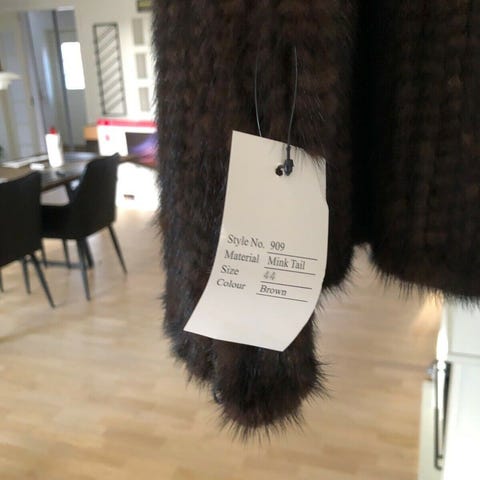 Style No. 909
Material Mink Tail
Size 44
Colour Brown